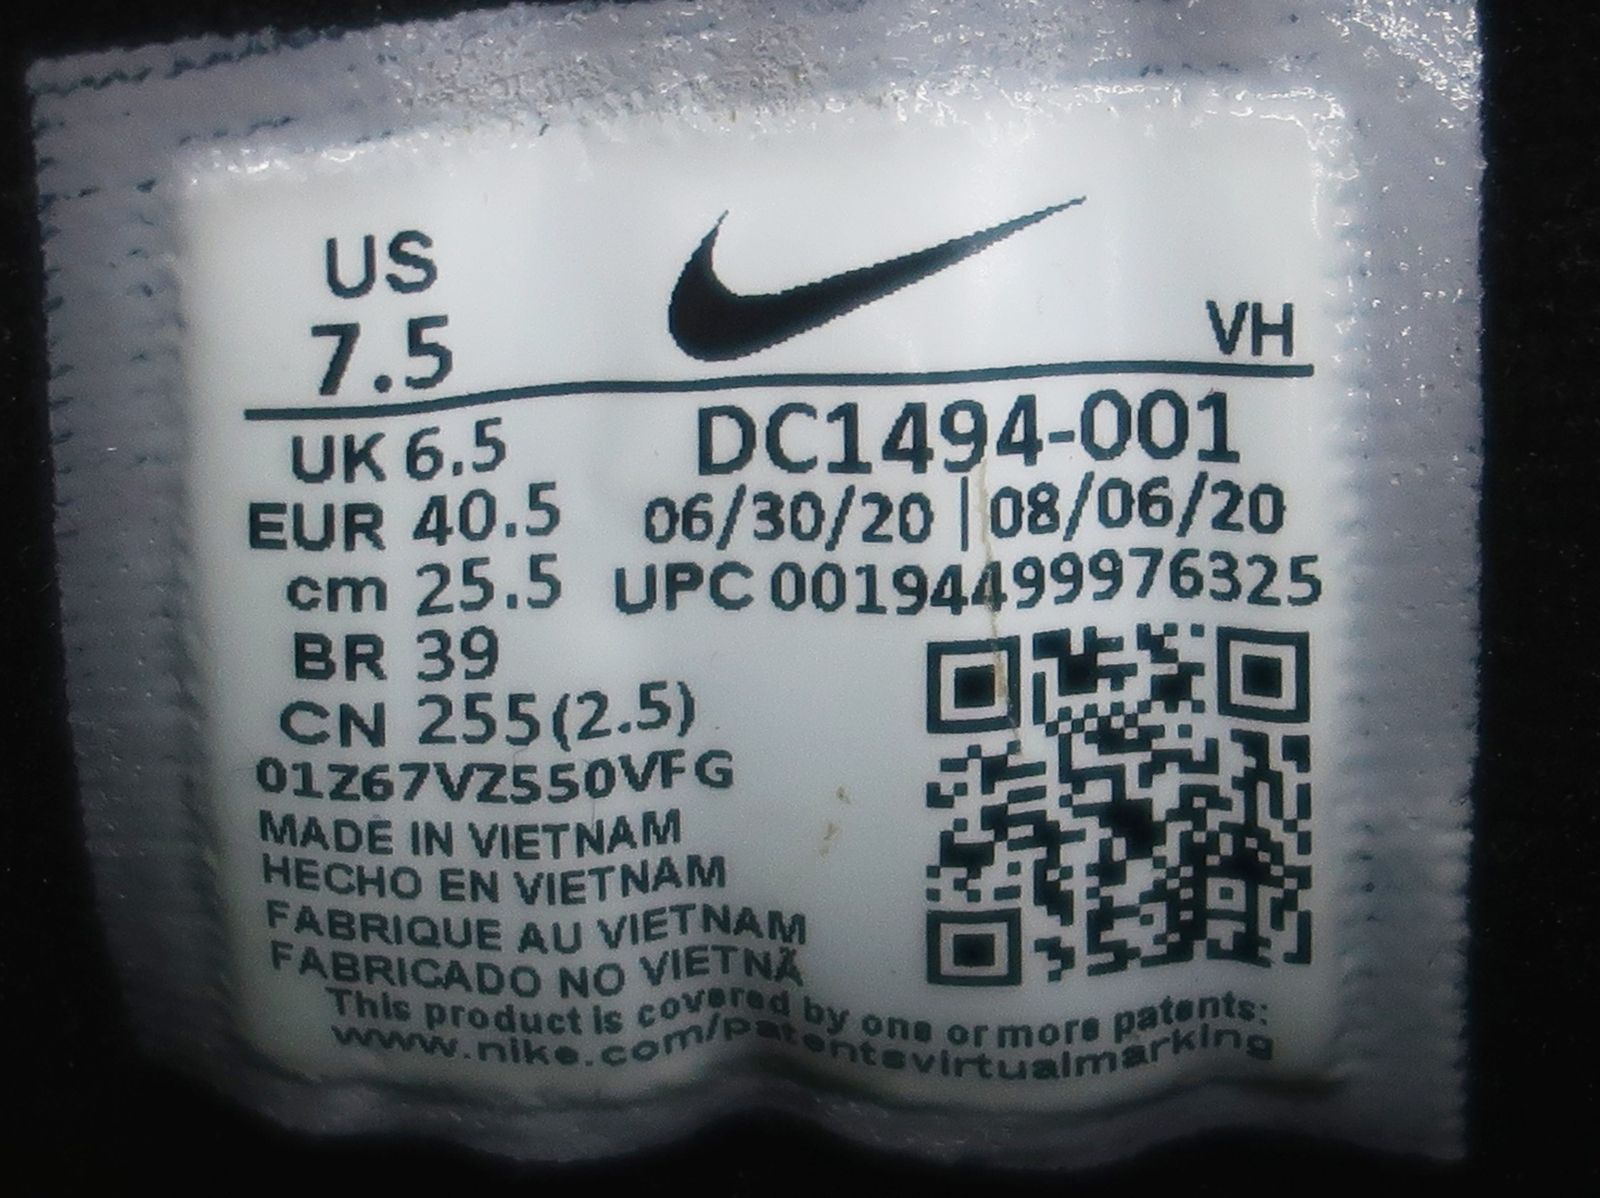 US
7.5
VH
UK 6.5
EUR 40.5
cm 25.5
BR 39
CN 255(2.5)
DC1494-001
06/30/20 | 08/06/20
UPC 00194499976325
01Z67VZ550VFG
MADE IN VIETNAM
HECHO EN VIETNAM
FABRIQUE AU VIETNAM
FABRICADO NO VIETNÃ
This product is covered by one or more patents:
www.nike.com/patentsvirtualmarking